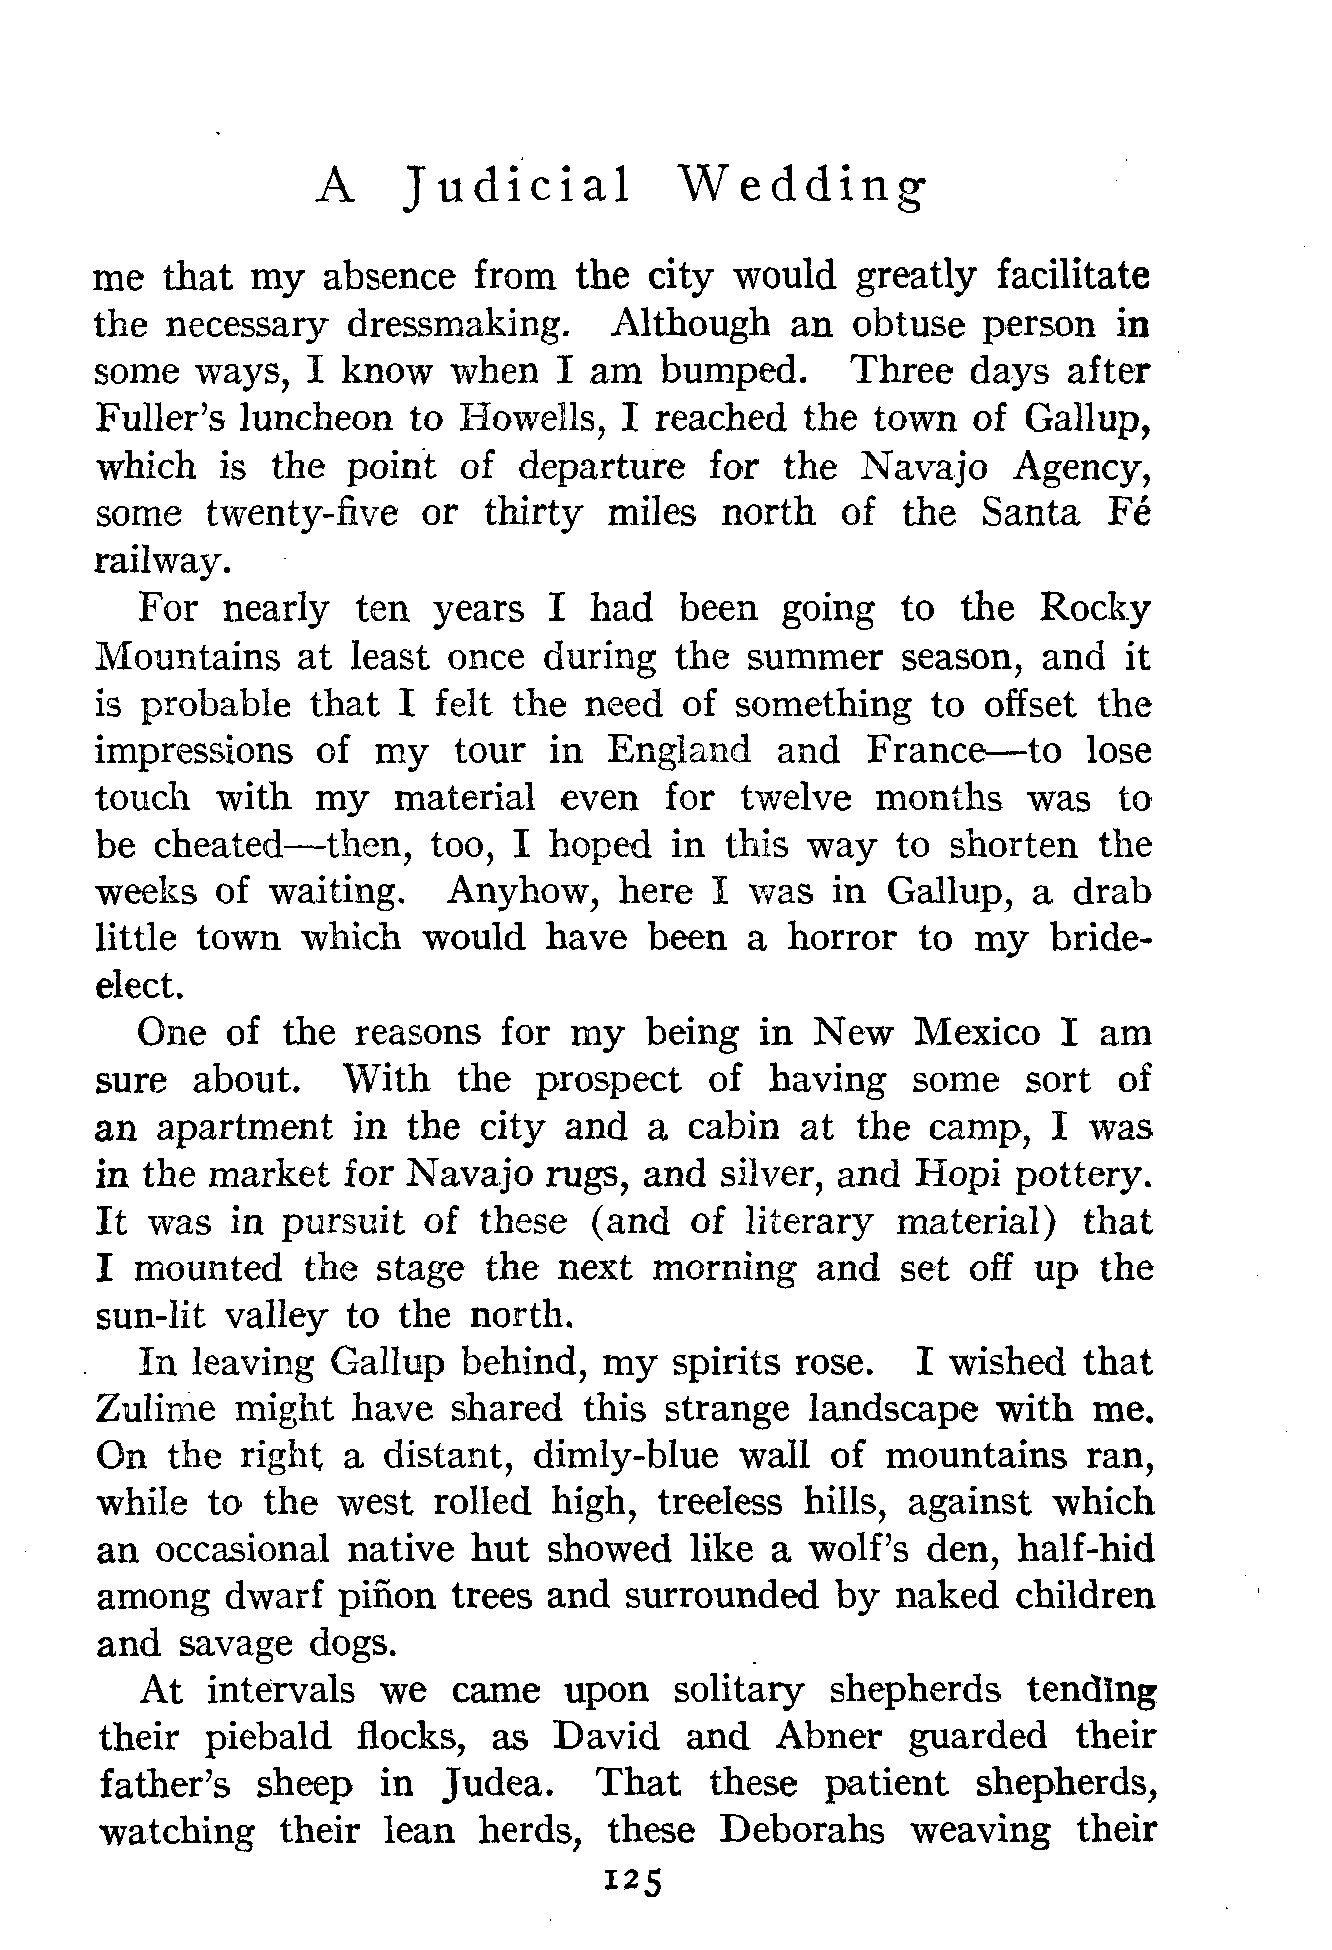 A Judicial Wedding
me that my absence from the city would greatly facilitate
the necessary dressmaking. Although an obtuse person in
some ways, I know when I am bumped. Three days after
Fuller's luncheon to Howells, I reached the town of Gallup,
which is the point of departure for the Navajo Agency,
some twenty-five or thirty miles north of the Santa Fé
railway.
For nearly ten years I had been going to the Rocky
Mountains at least once during the summer season, and it
is probable that I felt the need of something to offset the
impressions of my tour in England and France—to lose
touch with my material even for twelve months was to
be cheated—then, too, I hoped in this way to shorten the
weeks of waiting. Anyhow, here I was in Gallup, a drab
little town which would have been a horror to my bride-
elect.
One of the reasons for my being in New Mexico I am
sure about. With the prospect of having some sort of
an apartment in the city and a cabin at the camp, I was
in the market for Navajo rugs, and silver, and Hopi pottery.
It was in pursuit of these (and of literary material) that
I mounted the stage the next morning and set off up the
sun-lit valley to the north.
In leaving Gallup behind, my spirits rose. I wished that
Zulime might have shared this strange landscape with me.
On the right a distant, dimly-blue wall of mountains ran,
while to the west rolled high, treeless hills, against which
an occasional native hut showed like a wolf's den, half-hid
among dwarf piñon trees and surrounded by naked children
and savage dogs.
At intervals we came upon solitary shepherds tending
their piebald flocks, as David and Abner guarded their
father's sheep in Judea. That these patient shepherds,
watching their lean herds, these Deborahs weaving their
125